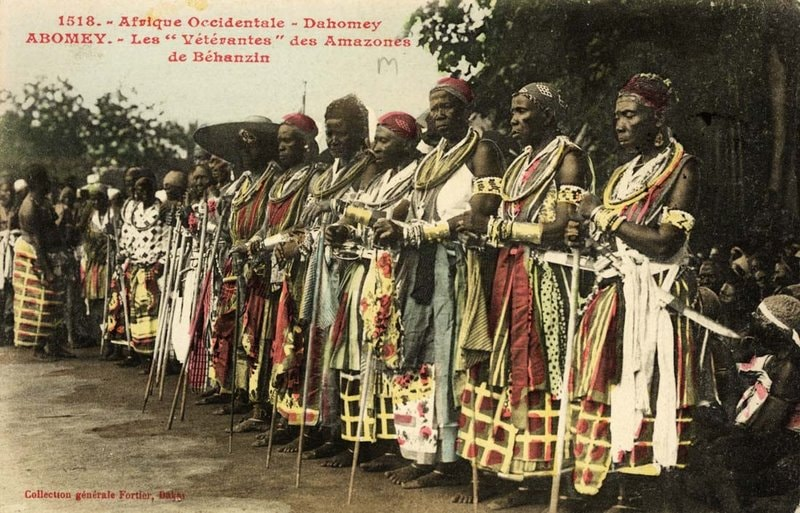 1518. - Afrique Occidentale - Dahomey
ABOMEY. - Les "Vétérantes" des Amazones
de Béhanzin
m
Collection générale Fortier, Dakar